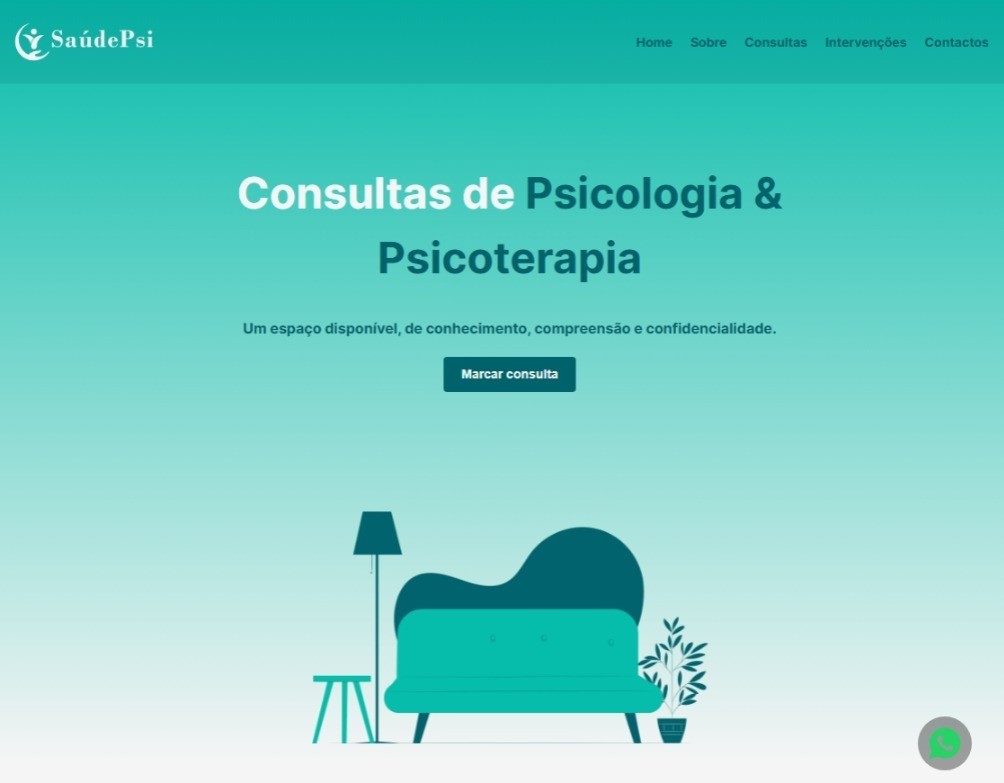 SaúdePsi
Home Sobre Consultas Intervenções Contactos
Consultas de Psicologia &
Psicoterapia
Um espaço disponível, de conhecimento, compreensão e confidencialidade.
Marcar consulta